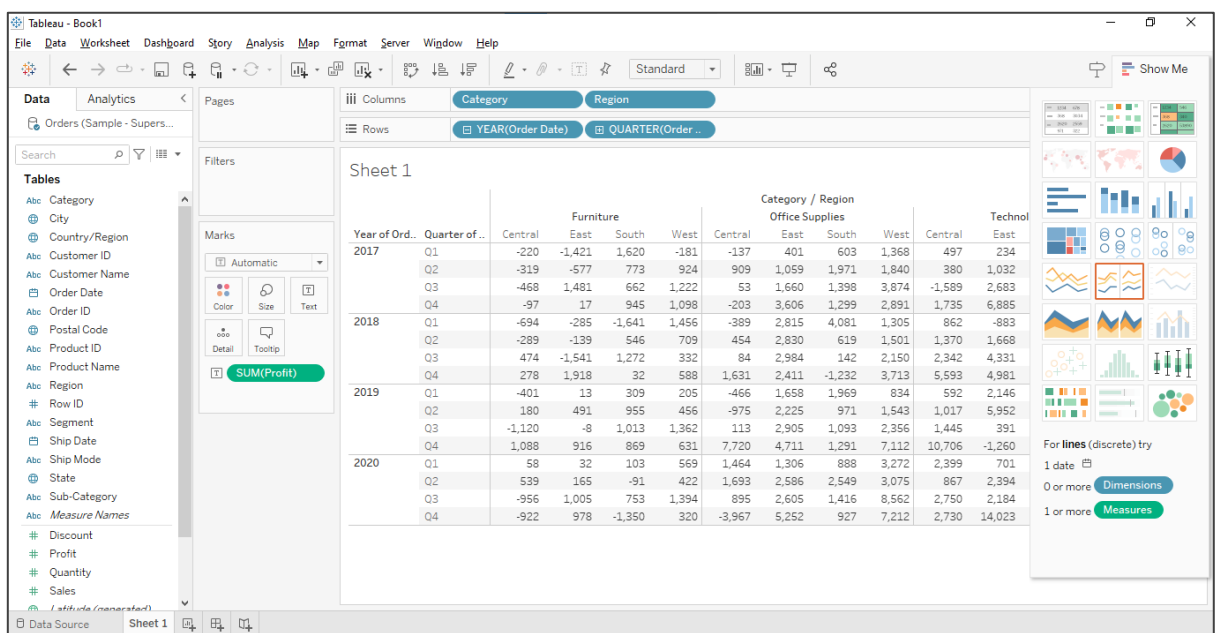 Tableau - Book1
File Data Worksheet Dashboard Story Analysis Map Format Server Window Help
Standard
Show Me
Data Analytics
Orders (Sample - Supers...
Search
Tables
Abc Category
City
Country/Region
Abc Customer ID
Abc Customer Name
Order Date
Abc Order ID
Postal Code
Abc Product ID
Abc Product Name
Abc Region
# Row ID
Abc Segment
Ship Date
Abc Ship Mode
State
Abc Sub-Category
Abc Measure Names
# Discount
# Profit
# Quantity
# Sales
Latitude (generated)
Pages
Filters
Marks
Automatic
Color Size Text
Detail Tooltip
SUM(Profit)
Columns Category Region
Rows YEAR(Order Date) QUARTER(Order ..
Sheet 1
Category / Region
Furniture Office Supplies Technol
Year of Ord.. Quarter of .. Central East South West Central East South West Central East
2017 Q1 -220 -1,421 1,620 -181 -137 401 603 1,368 497 234
Q2 -319 -577 773 924 909 1,059 1,971 1,840 380 1,032
Q3 -468 1,481 662 1,222 53 1,660 1,398 3,874 -1,589 2,683
Q4 -97 17 945 1,098 -203 3,606 1,299 2,891 1,735 6,885
2018 Q1 -694 -285 -1,641 1,456 -389 2,815 4,081 1,305 862 -883
Q2 -289 -139 546 709 454 2,830 619 1,501 1,370 1,668
Q3 474 -1,541 1,272 332 84 2,984 142 2,150 2,342 4,331
Q4 278 1,918 32 588 1,631 2,411 -1,232 3,713 5,593 4,981
2019 Q1 -401 13 309 205 -466 1,658 1,969 834 592 2,146
Q2 180 491 955 456 -975 2,225 971 1,543 1,017 5,952
Q3 -1,120 -8 1,013 1,362 113 2,905 1,093 2,356 1,445 391
Q4 1,088 916 869 631 7,720 4,711 1,291 7,112 10,706 -1,260
2020 Q1 58 32 103 569 1,464 1,306 888 3,272 2,399 701
Q2 539 165 -91 422 1,693 2,586 2,549 3,075 867 2,394
Q3 -956 1,005 753 1,394 895 2,605 1,416 8,562 2,750 2,184
Q4 -922 978 -1,350 320 -3,967 5,252 927 7,212 2,730 14,023
For lines (discrete) try
1 date
0 or more Dimensions
1 or more Measures
Data Source Sheet 1